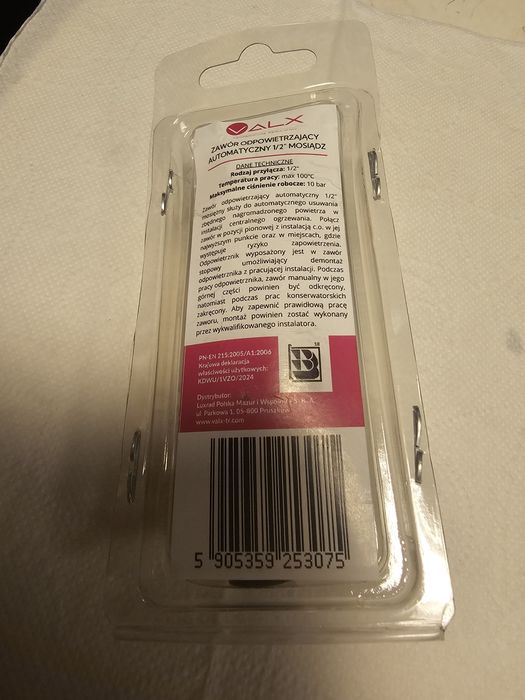 VALX
ZAWÓR ODPOWIETRZAJĄCY
AUTOMATYCZNY 1/2" MOSIĄDZ
DANE TECHNICZNE
Rodzaj przyłącza: 1/2"
Temperatura pracy: max 100°C
Maksymalne ciśnienie robocze: 10 bar
Zawór odpowietrzający automatyczny 1/2"
mosiężny służy do automatycznego usuwania
zbędnego nagromadzonego powietrza w
instalacji centralnego ogrzewania. Połącz
zawór w pozycji pionowej z instalacją c.o. w jej
najwyższym punkcie oraz w miejscach, gdzie
występuje ryzyko zapowietrzenia.
Odpowietrznik wyposażony jest w zawór
stopowy umożliwiający demontaż
odpowietrznika z pracującej instalacji. Podczas
pracy odpowietrznika, zawór manualny w jego
górnej części powinien być odkręcony,
natomiast podczas prac konserwatorskich
zakręcony. Aby zapewnić prawidłową pracę
zaworu, montaż powinien zostać wykonany
przez wykwalifikowanego instalatora.
PN-EN 215:2005/A1:2006
Krajowa deklaracja
właściwości użytkowych:
KDWU/1VZO/2024
Dystrybutor:
Luxrad Polska Mazur i Wspólnicy S. K. A.
ul. Parkowa 1, 05-800 Pruszków
www.valx-tr.com
5 905359 253075